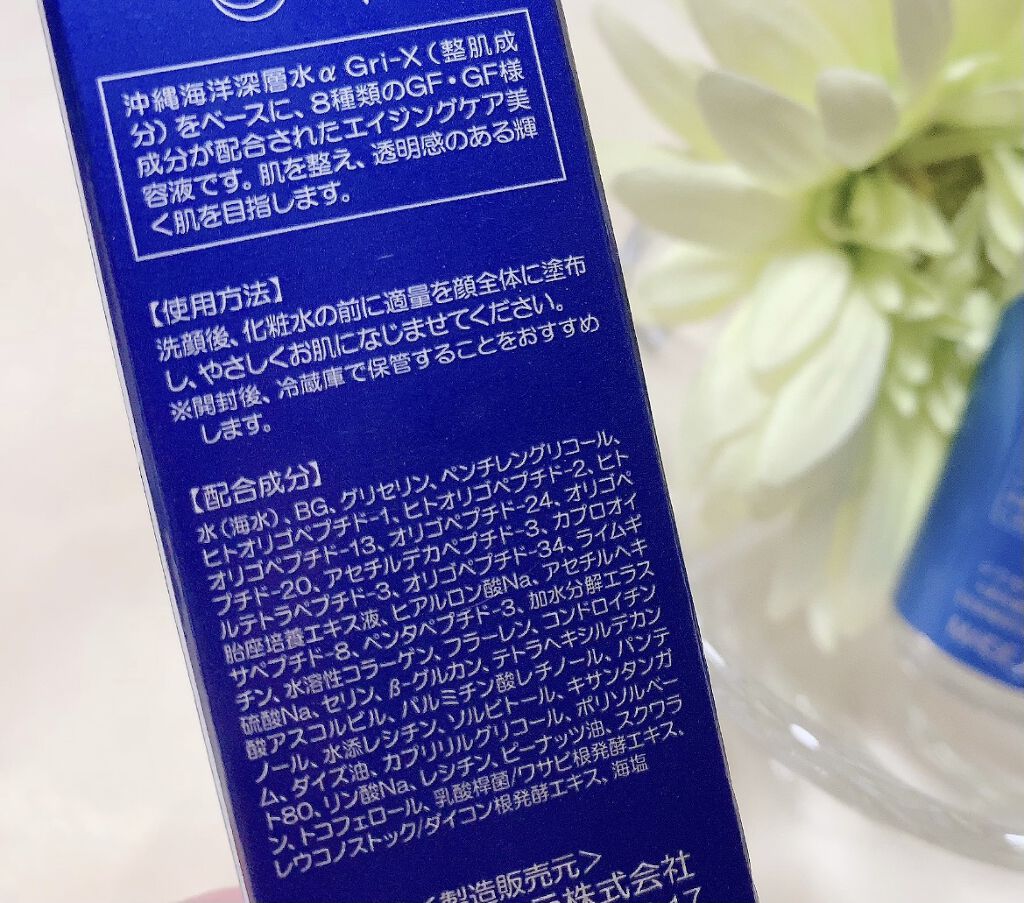 沖縄海洋深層水α Gri-X（整肌成
分）をベースに、8種類のGF・GF様
成分が配合されたエイジングケア美
容液です。肌を整え、透明感のある輝
く肌を目指します。
【使用方法】
洗顔後、化粧水の前に適量を顔全体に塗布
し、やさしくお肌になじませてください。
※開封後、冷蔵庫で保管することをおすすめ
します。
【配合成分】
水（海水）、BG、グリセリン、ペンチレングリコール、
ヒトオリゴペプチド-1、ヒトオリゴペプチド-2、ヒト
オリゴペプチド-13、オリゴペプチド-24、オリゴペ
プチド-20、アセチルデカペプチド-3、カプロオイ
ルテトラペプチド-3、オリゴペプチド-34、ライムギ
胎座培養エキス液、ヒアルロン酸Na、アセチルヘキ
サペプチド-8、ペンタペプチド-3、加水分解エラス
チン、水溶性コラーゲン、フラーレン、コンドロイチン
硫酸Na、セリン、β-グルカン、テトラヘキシルデカン
酸アスコルビル、パルミチン酸レチノール、パンテ
ノール、水添レシチン、ソルビトール、キサンタンガ
ム、ダイズ油、カプリリルグリコール、ポリソルベー
ト80、リン酸Na、レシチン、ピーナッツ油、スクワラ
ン、トコフェロール、乳酸桿菌/ワサビ根発酵エキス、
レウコノストック/ダイコン根発酵エキス、海塩
＜製造販売元＞
株式会社
17